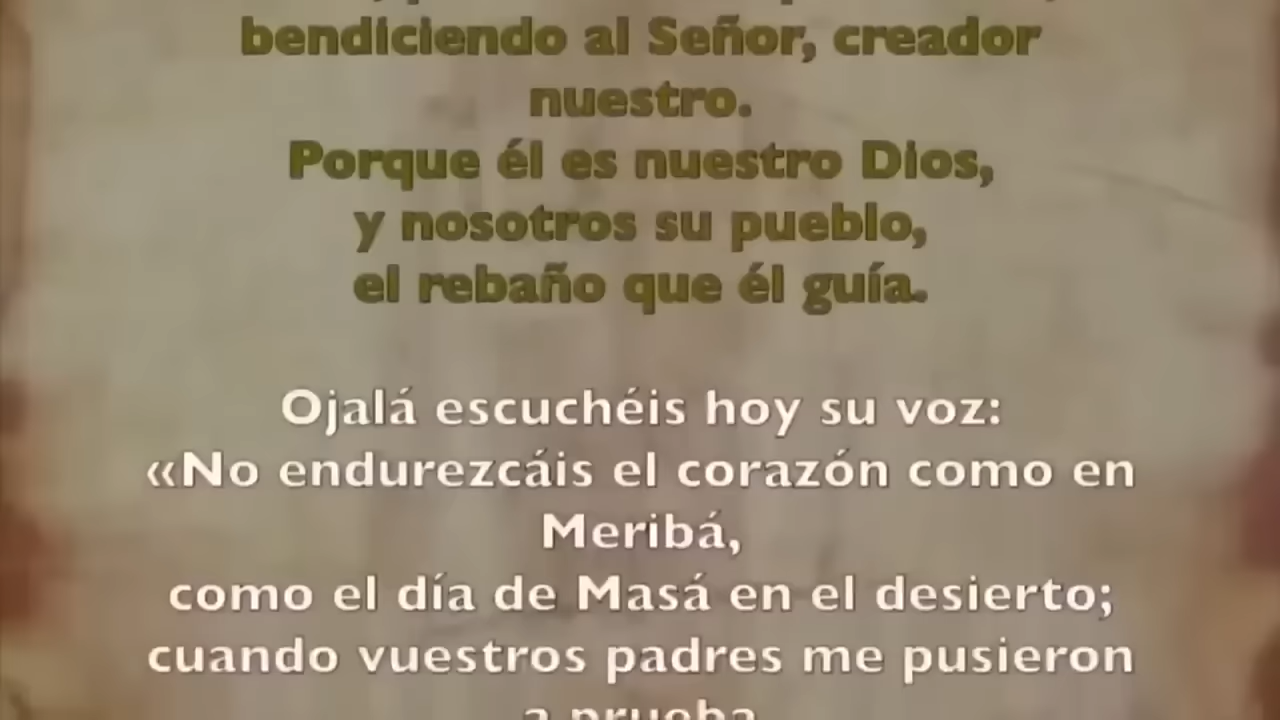 bendiciendo al Señor, creador
nuestro.
Porque él es nuestro Dios,
y nosotros su pueblo,
el rebaño que él guía.
Ojalá escuchéis hoy su voz:
«No endurezcáis el corazón como en
Meribá,
como el día de Masá en el desierto;
cuando vuestros padres me pusieron
a prueba